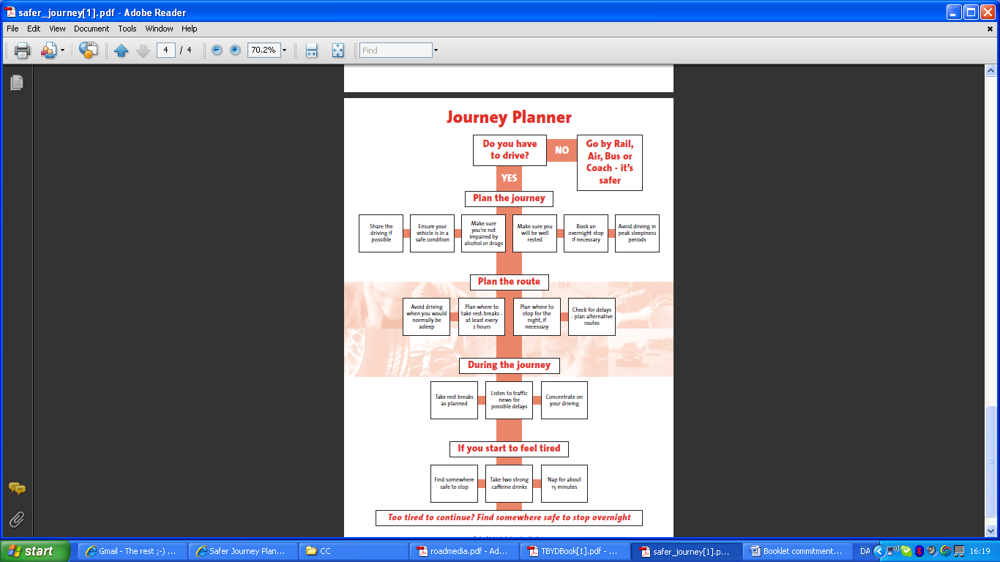 safer_journey[1].pdf - Adobe Reader
File Edit View Document Tools Window Help
4 / 4 70.2% Find
Journey Planner
Do you have
to drive?
NO
Go by Rail,
Air, Bus or
Coach - it's
safer
YES
Plan the journey
Share the
driving if
possible
Ensure your
vehicle is in a
safe condition
Make sure
you're not
impaired by
alcohol or drugs
Make sure you
will be well
rested
Book an
overnight stop
if necessary
Avoid driving in
peak sleepiness
periods
Plan the route
Avoid driving
when you would
normally be
asleep
Plan where to
take rest-breaks -
at least every
2 hours
Plan where to
stop for the
night, if
necessary
Check for delays
- plan alternative
routes
During the journey
Take rest breaks
as planned
Listen to traffic
news for
possible delays
Concentrate on
your driving
If you start to feel tired
Find somewhere
safe to stop
Take two strong
caffeine drinks
Nap for about
15 minutes
Too tired to continue? Find somewhere safe to stop overnight
start Gmail - The rest ;-) ... Safer Journey Plan... CC roadmedia.pdf - Ad... TBYDBook[1].pdf - ... safer_journey[1].p... Booklet commitment... DA 16:19